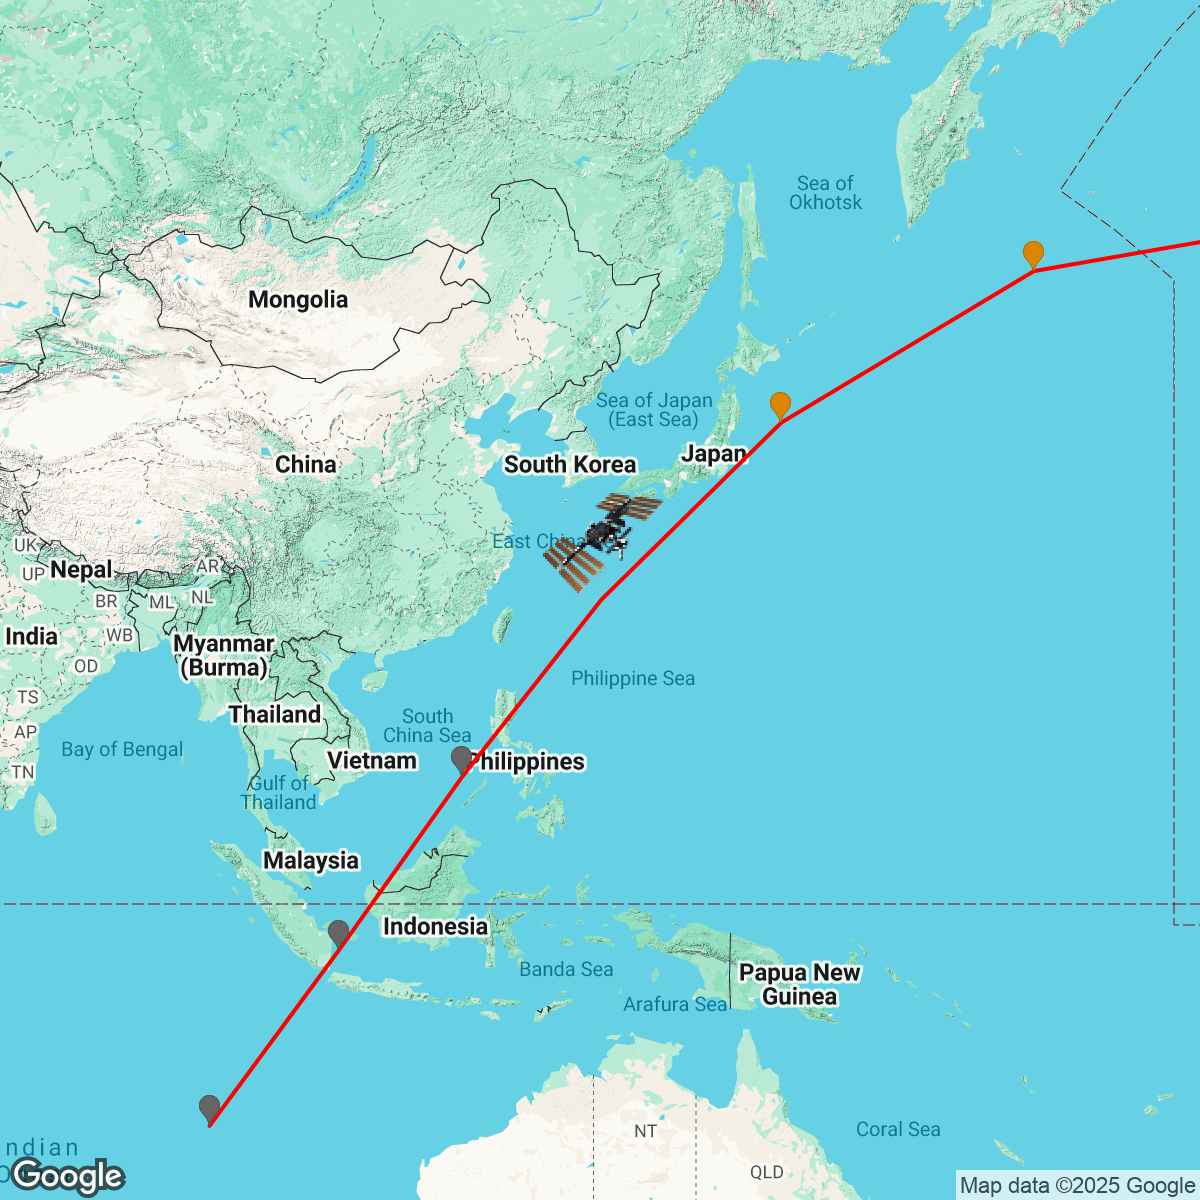 Sea of
Okhotsk
Mongolia
Sea of Japan
(East Sea)
Japan
China
South Korea
East China
UK
UP
Nepal
AR
BR
ML
NL
India
WB
Myanmar
(Burma)
OD
Philippine Sea
TS
Thailand
South
China Sea
AP
Bay of Bengal
Vietnam
Philippines
TN
Gulf of
Thailand
Malaysia
Indonesia
Banda Sea
Papua New
Guinea
Arafura Sea
NT
Coral Sea
QLD
ndian
Google
Map data ©2025 Google